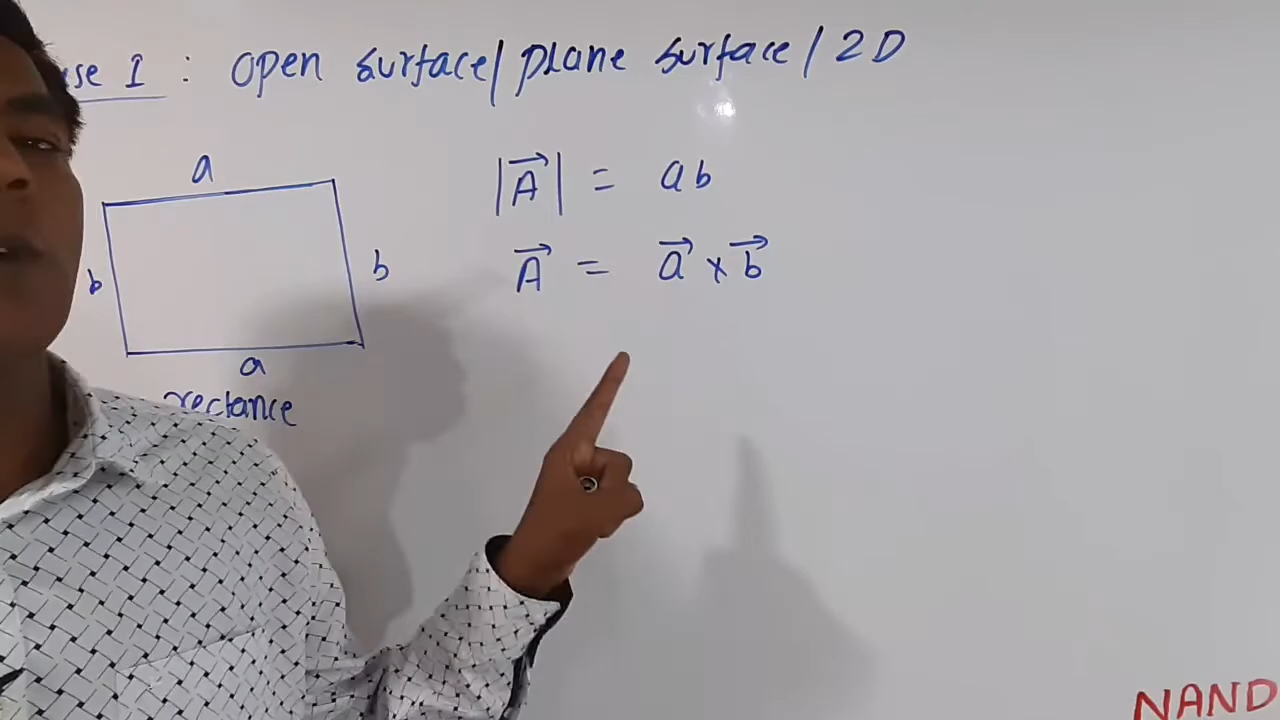 se I : open surface/plane surface/2D
a
b
b
a
rectance
|A⃗| = ab
A⃗ = a⃗ × b⃗
NAND